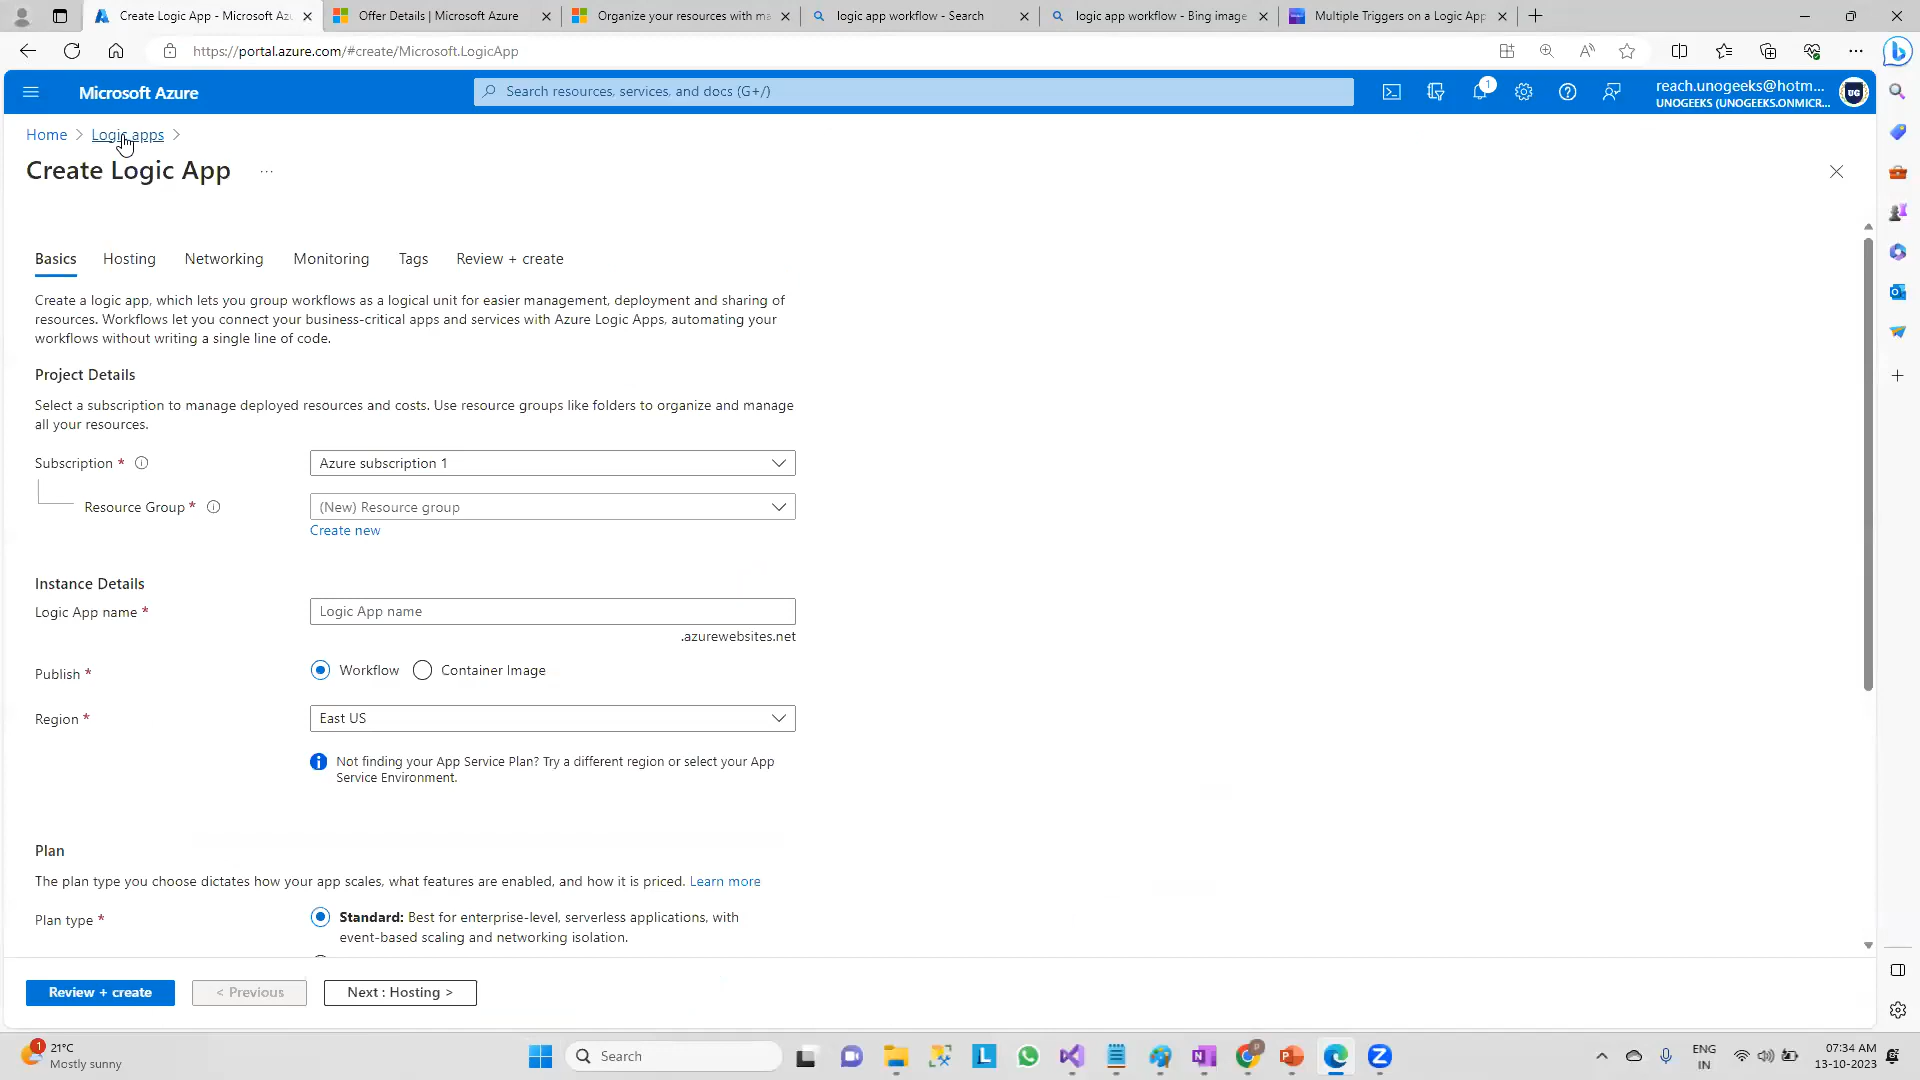 Create Logic App - Microsoft Azu
Offer Details | Microsoft Azure
Organize your resources with ma
logic app workflow - Search
logic app workflow - Bing image
Multiple Triggers on a Logic App
https://portal.azure.com/#create/Microsoft.LogicApp
Microsoft Azure
Search resources, services, and docs (G+/)
1
reach.unogeeks@hotm...
UNOGEEKS (UNOGEEKS.ONMICR...
UG
Home > Logic apps >
Create Logic App ...
Basics
Hosting
Networking
Monitoring
Tags
Review + create
Create a logic app, which lets you group workflows as a logical unit for easier management, deployment and sharing of
resources. Workflows let you connect your business-critical apps and services with Azure Logic Apps, automating your
workflows without writing a single line of code.
Project Details
Select a subscription to manage deployed resources and costs. Use resource groups like folders to organize and manage
all your resources.
Subscription *
Azure subscription 1
Resource Group *
(New) Resource group
Create new
Instance Details
Logic App name *
Logic App name
.azurewebsites.net
Publish *
Workflow
Container Image
Region *
East US
Not finding your App Service Plan? Try a different region or select your App
Service Environment.
Plan
The plan type you choose dictates how your app scales, what features are enabled, and how it is priced. Learn more
Plan type *
Standard: Best for enterprise-level, serverless applications, with
event-based scaling and networking isolation.
Review + create
< Previous
Next : Hosting >
1
21°C
Mostly sunny
Search
ENG
IN
07:34 AM
13-10-2023